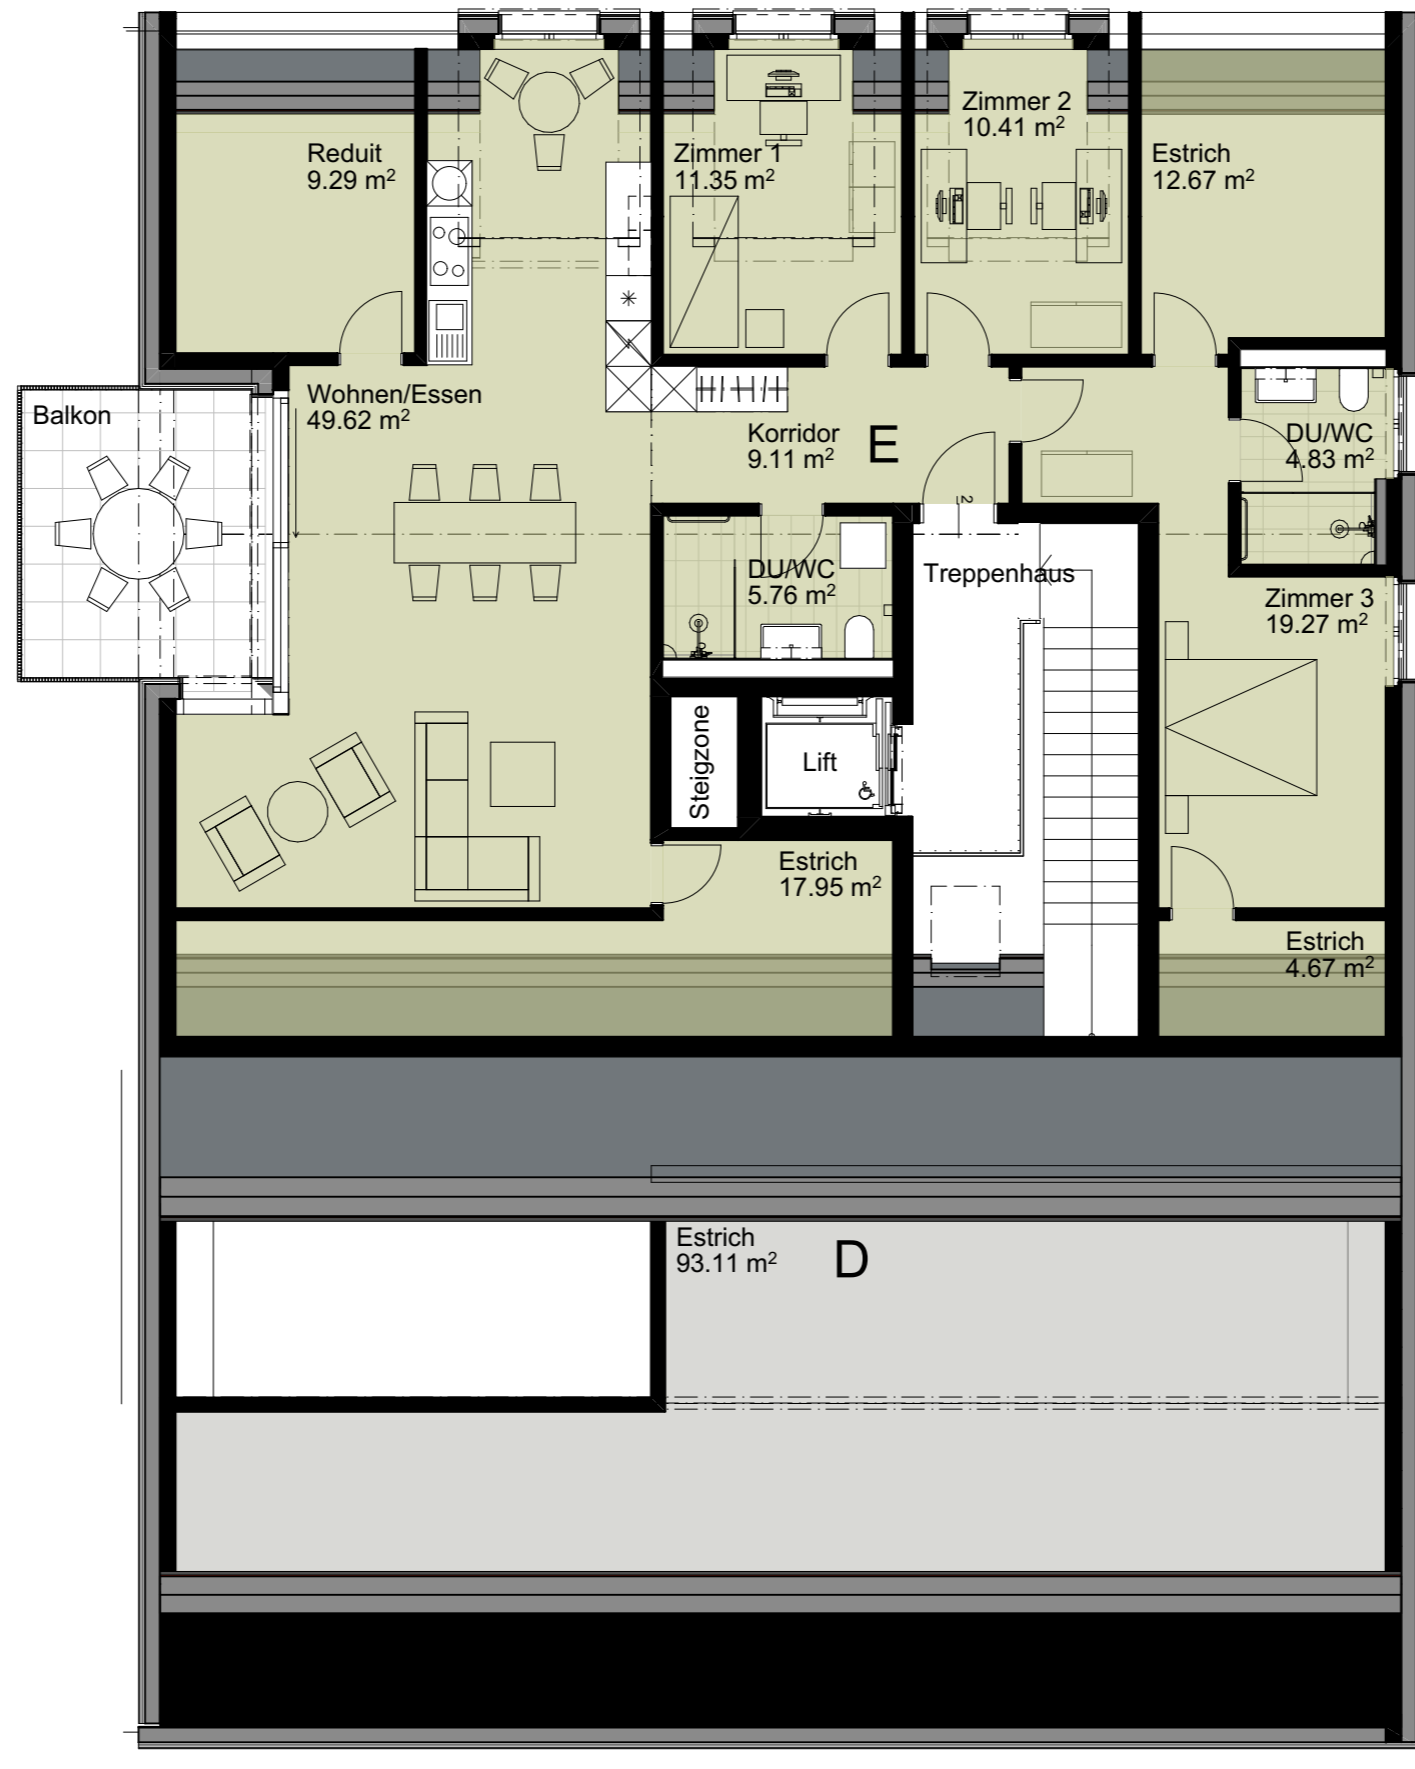 Zimmer 2
10.41 m²
Reduit
9.29 m²
Zimmer 1
11.35 m²
Estrich
12.67 m²
Balkon
Wohnen/Essen
49.62 m²
Korridor
9.11 m²
E
DU/WC
4.83 m²
2
DU/WC
5.76 m²
Treppenhaus
Zimmer 3
19.27 m²
Steigzone
Lift
Estrich
17.95 m²
Estrich
4.67 m²
Estrich
93.11 m²
D